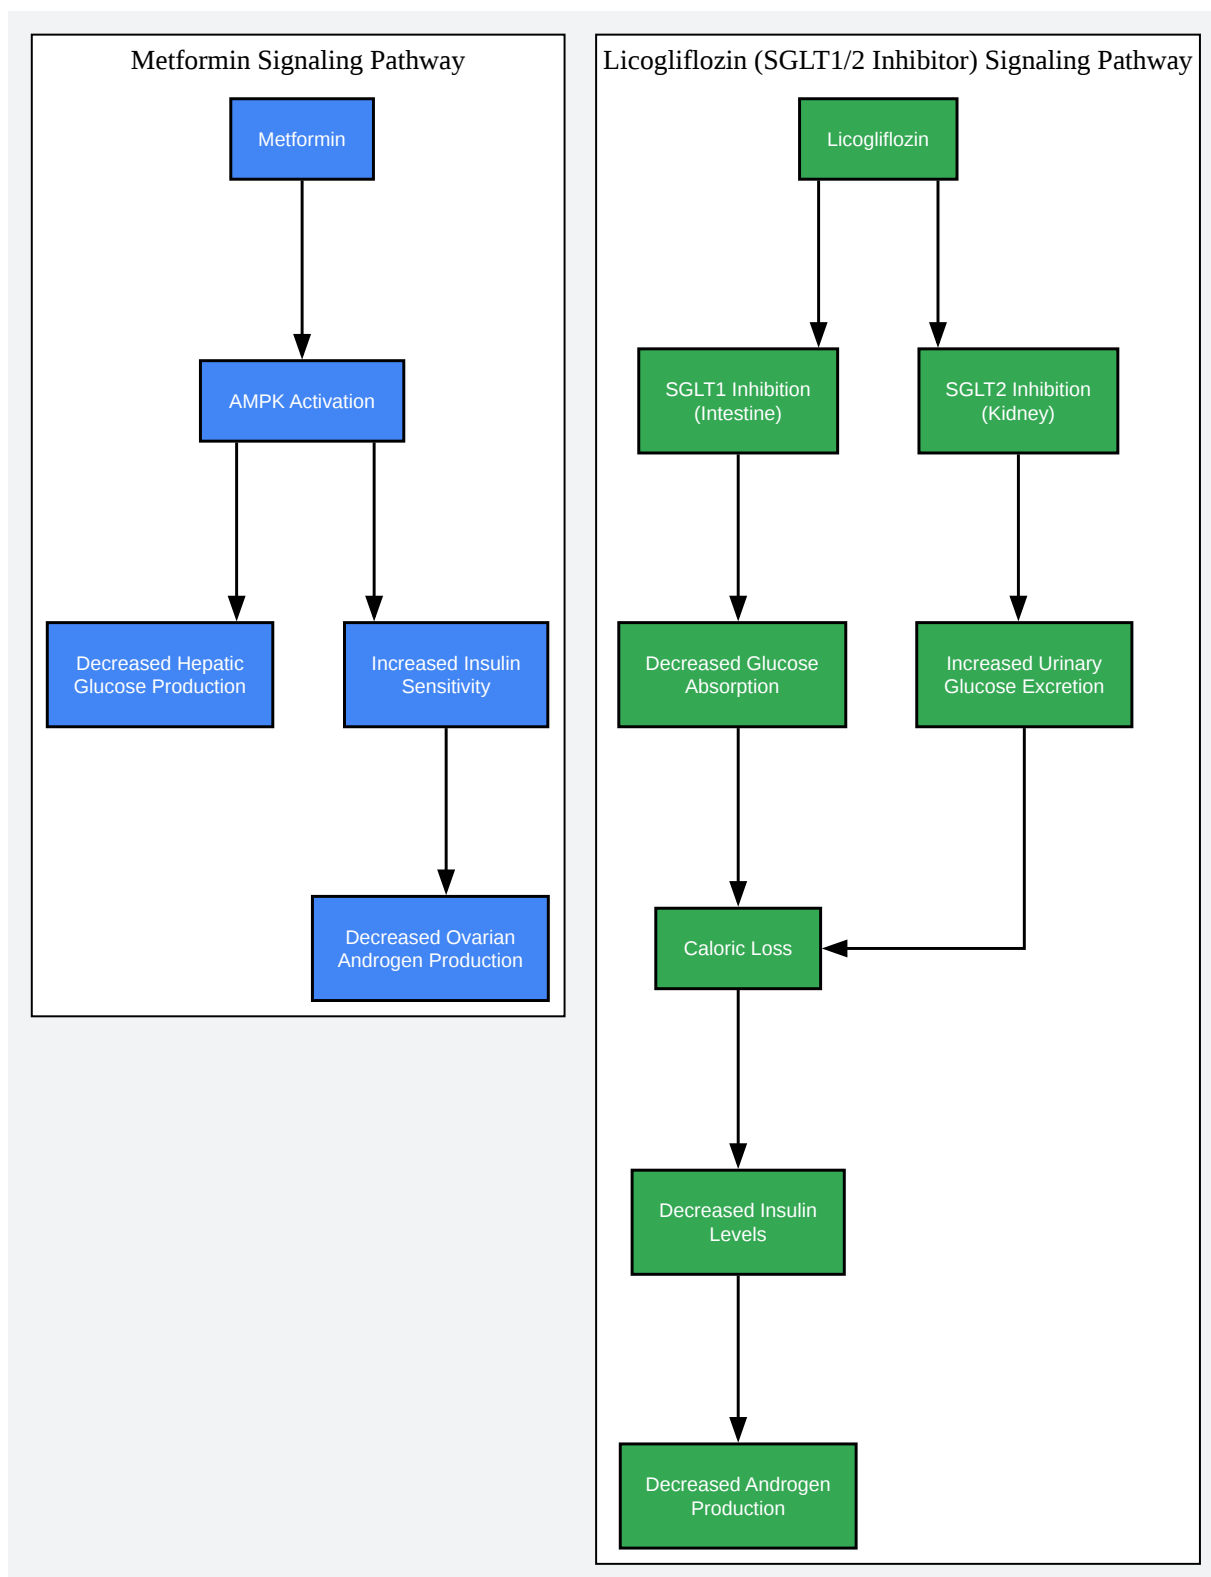 Metformin Signaling Pathway
Metformin
AMPK Activation
Decreased Hepatic
Glucose Production
Increased Insulin
Sensitivity
Decreased Ovarian
Androgen Production
Licogliflozin (SGLT1/2 Inhibitor) Signaling Pathway
Licogliflozin
SGLT1 Inhibition
(Intestine)
SGLT2 Inhibition
(Kidney)
Decreased Glucose
Absorption
Increased Urinary
Glucose Excretion
Caloric Loss
Decreased Insulin
Levels
Decreased Androgen
Production